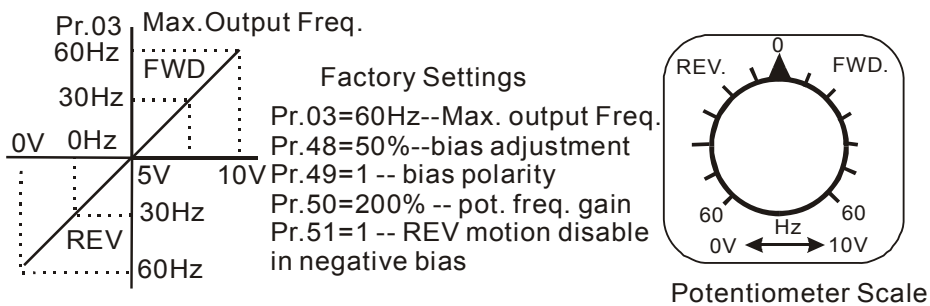 Pr.03 Max.Output Freq.
60Hz
FWD
30Hz
0V 0Hz
5V 10V
30Hz
REV
60Hz
Factory Settings
Pr.03=60Hz--Max. output Freq.
Pr.48=50%--bias adjustment
Pr.49=1 -- bias polarity
Pr.50=200% -- pot. freq. gain
Pr.51=1 -- REV motion disable
in negative bias
0
REV. FWD.
60 60
Hz
0V 10V
Potentiometer Scale